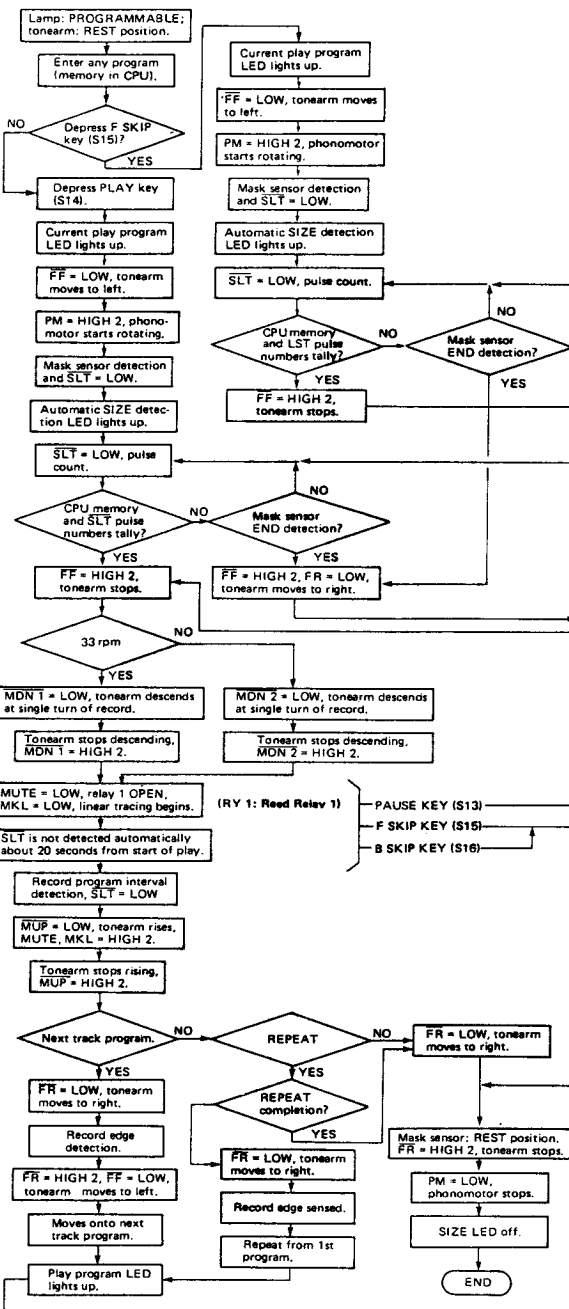 Lamp: PROGRAMMABLE;
tonearm: REST position.
Enter any program
(memory in CPU).
NO
Depress F SKIP
key (S15)?
YES
Depress PLAY key
(S14).
Current play program
LED lights up.
FF = LOW, tonearm
moves to left.
PM = HIGH 2, phono-
motor starts rotating.
Mask sensor detection
and SLT = LOW.
Automatic SIZE detec-
tion LED lights up.
SLT = LOW, pulse
count.
CPU memory
and SLT pulse
numbers tally?
NO
YES
Mask sensor
END detection?
NO
YES
FF = HIGH 2,
tonearm stops.
FF = HIGH 2, FR = LOW,
tonearm moves to right.
Current play program
LED lights up.
FF = LOW, tonearm moves
to left.
PM = HIGH 2, phonomotor
starts rotating.
Mask sensor detection
and SLT = LOW.
Automatic SIZE detection
LED lights up.
SLT = LOW, pulse count.
CPU memory
and LST pulse
numbers tally?
NO
YES
NO
Mask sensor
END detection?
YES
FF = HIGH 2,
tonearm stops.
33 rpm
NO
YES
MDN 1 = LOW, tonearm descends
at single turn of record.
MDN 2 = LOW, tonearm descends
at single turn of record.
Tonearm stops descending,
MDN 1 = HIGH 2.
Tonearm stops descending,
MDN 2 = HIGH 2.
MUTE = LOW, relay 1 OPEN,
MKL = LOW, linear tracing begins.
(RY 1: Reed Relay 1)
PAUSE KEY (S13)
F SKIP KEY (S15)
B SKIP KEY (S16)
SLT is not detected automatically
about 20 seconds from start of play.
Record program interval
detection, SLT = LOW
MUP = LOW, tonearm rises,
MUTE, MKL = HIGH 2.
Tonearm stops rising,
MUP = HIGH 2.
Next track program.
NO
YES
REPEAT
NO
YES
FR = LOW, tonearm
moves to right.
FR = LOW, tonearm
moves to right.
REPEAT
completion?
YES
Record edge
detection.
FR = LOW, tonearm
moves to right.
Mask sensor: REST position,
FR = HIGH 2, tonearm stops.
FR = HIGH 2, FF = LOW,
tonearm moves to left.
Record edge sensed.
PM = LOW,
phonomotor stops.
Moves onto next
track program.
Repeat from 1st
program.
SIZE LED off.
Play program LED
lights up.
END